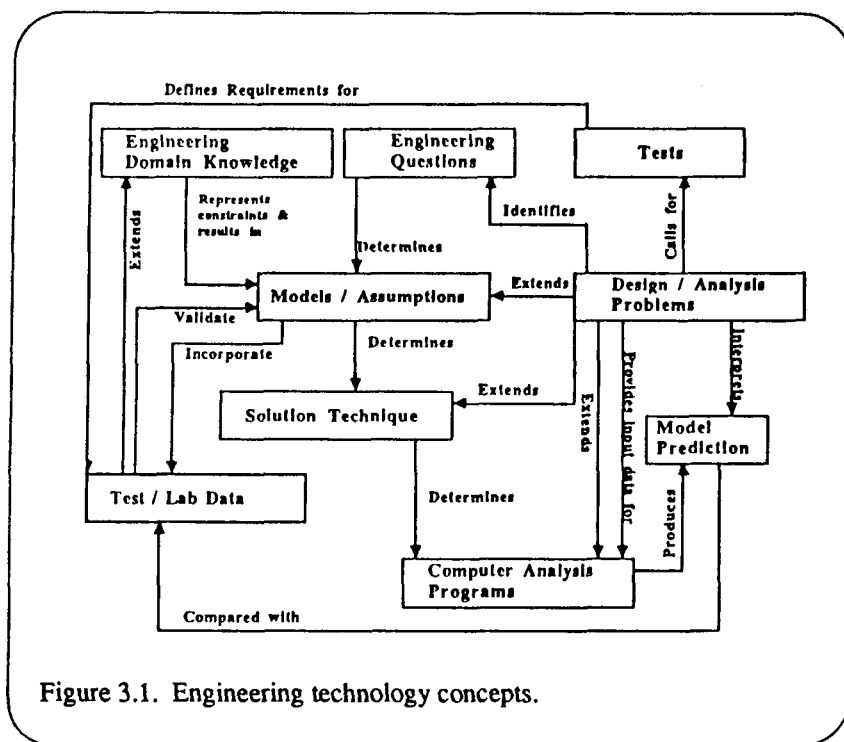 Defines Requirements for
Engineering
Domain Knowledge
Engineering
Questions
Tests
Represents
constraints &
results in
Extends
Identifies
Calls for
Determines
Models / Assumptions
Extends
Design / Analysis
Problems
Validate
Incorporate
Determines
Interprets
Solution Technique
Extends
Extends
Provides input data for
Model
Prediction
Test / Lab Data
Determines
Produces
Computer Analysis
Programs
Compared with
Figure 3.1. Engineering technology concepts.